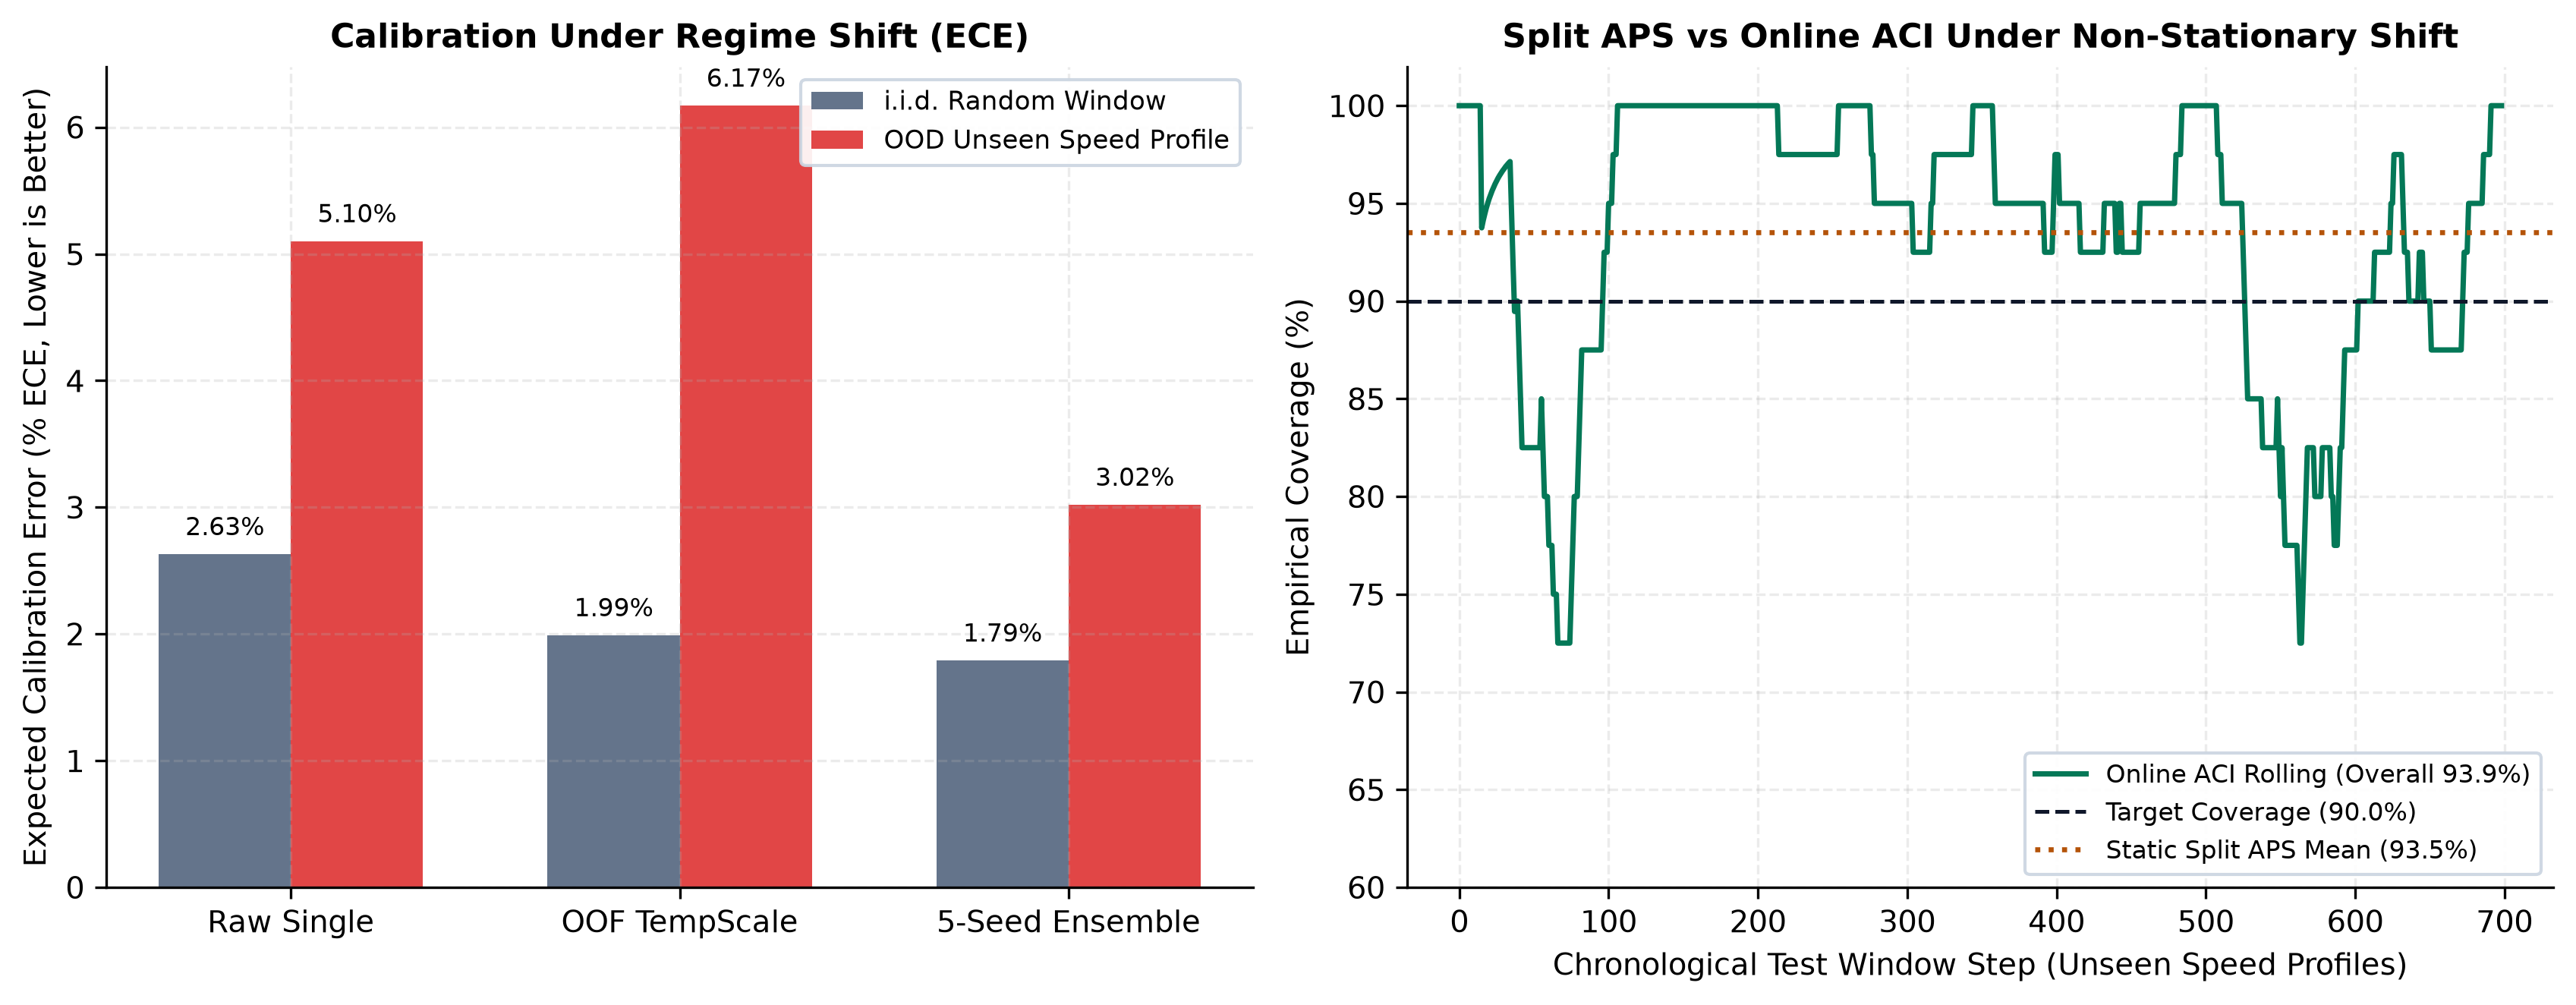 Calibration Under Regime Shift (ECE)
Expected Calibration Error (% ECE, Lower is Better)
6
5
4
3
2
1
0
2.63%
5.10%
1.99%
6.17%
1.79%
3.02%
i.i.d. Random Window
OOD Unseen Speed Profile
Raw Single
OOF TempScale
5-Seed Ensemble
Split APS vs Online ACI Under Non-Stationary Shift
Empirical Coverage (%)
100
95
90
85
80
75
70
65
60
Online ACI Rolling (Overall 93.9%)
Target Coverage (90.0%)
Static Split APS Mean (93.5%)
0
100
200
300
400
500
600
700
Chronological Test Window Step (Unseen Speed Profiles)